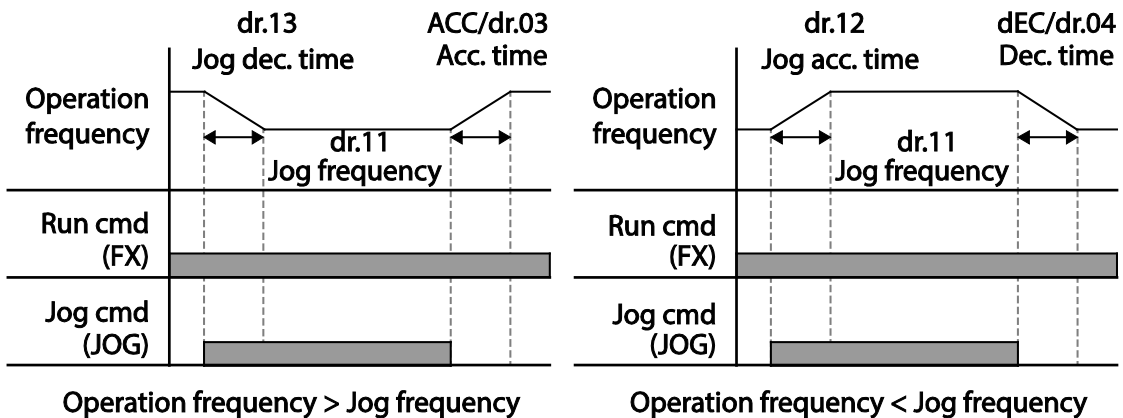 dr.13
Jog dec. time
ACC/dr.03
Acc. time
Operation
frequency
dr.11
Jog frequency
Run cmd
(FX)
Jog cmd
(JOG)
Operation frequency > Jog frequency
dr.12
Jog acc. time
dEC/dr.04
Dec. time
Operation
frequency
dr.11
Jog frequency
Run cmd
(FX)
Jog cmd
(JOG)
Operation frequency < Jog frequency